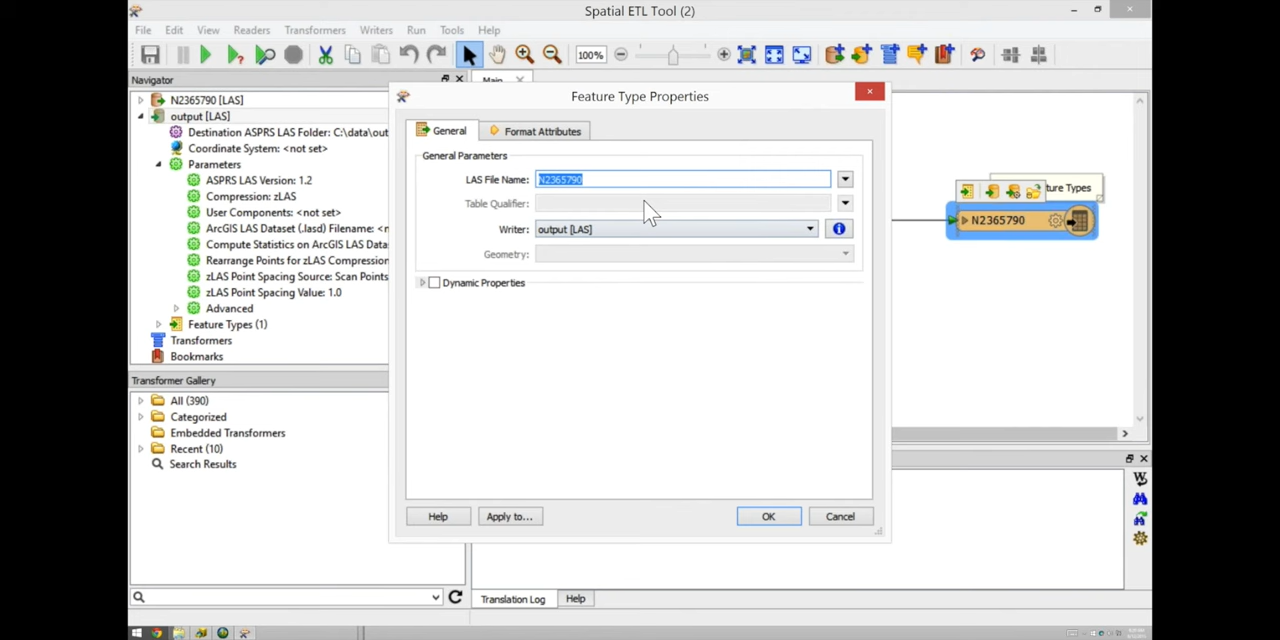 Spatial ETL Tool (2)
File Edit View Readers Transformers Writers Run Tools Help
100%
Navigator
Main
N2365790 [LAS]
output [LAS]
Destination ASPRS LAS Folder: C:\data\out
Coordinate System: <not set>
Parameters
ASPRS LAS Version: 1.2
Compression: zLAS
User Components: <not set>
ArcGIS LAS Dataset (.lasd) Filename: <n
Compute Statistics on ArcGIS LAS Data
Rearrange Points for zLAS Compression
zLAS Point Spacing Source: Scan Points
zLAS Point Spacing Value: 1.0
Advanced
Feature Types (1)
Transformers
Bookmarks
Transformer Gallery
All (390)
Categorized
Embedded Transformers
Recent (10)
Search Results
Feature Type Properties
General Format Attributes
General Parameters
LAS File Name: N2365790
Table Qualifier:
Writer: output [LAS]
Geometry:
Dynamic Properties
Help Apply to... OK Cancel
ture Types
N2365790
Translation Log Help